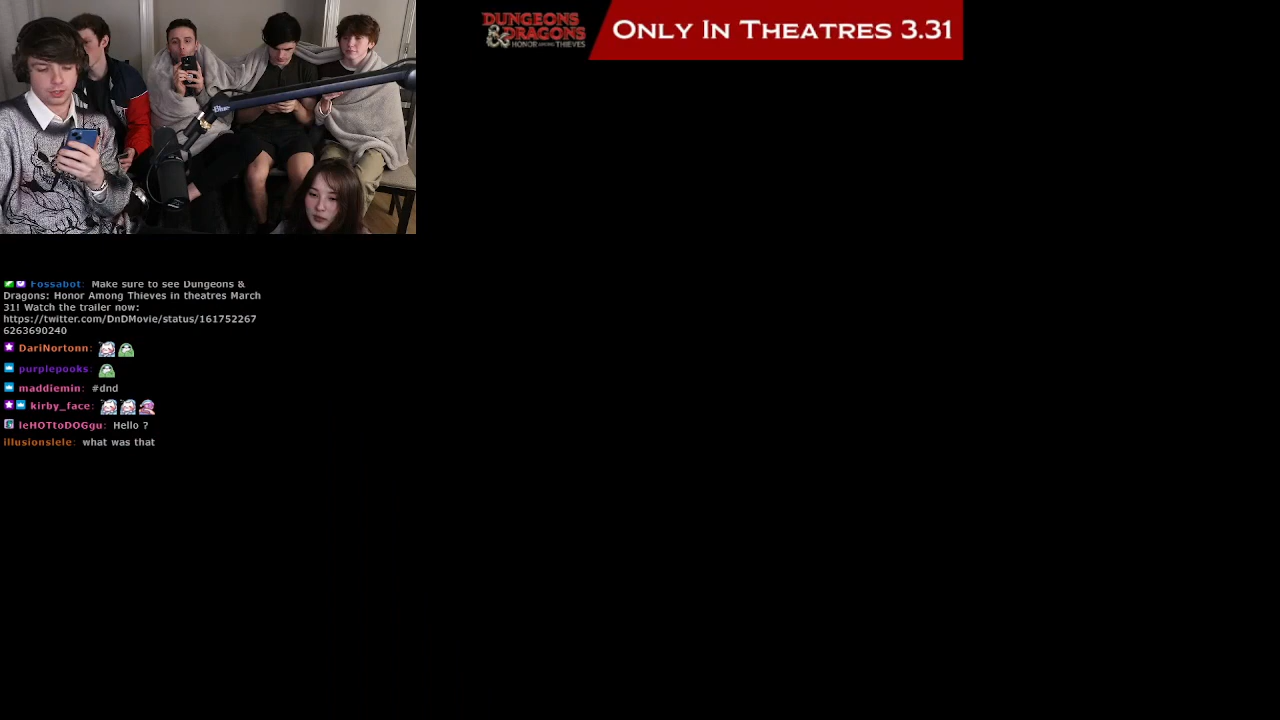 DUNGEONS
& DRAGONS
HONOR AMONG THIEVES
ONLY IN THEATRES 3.31
Blue
Fossabot: Make sure to see Dungeons &
Dragons: Honor Among Thieves in theatres March
31! Watch the trailer now:
https://twitter.com/DnDMovie/status/161752267
6263690240
DariNortonn:
purplepooks:
maddiemin: #dnd
kirby_face:
leHOTtoDOGgu: Hello ?
illusionslele: what was that